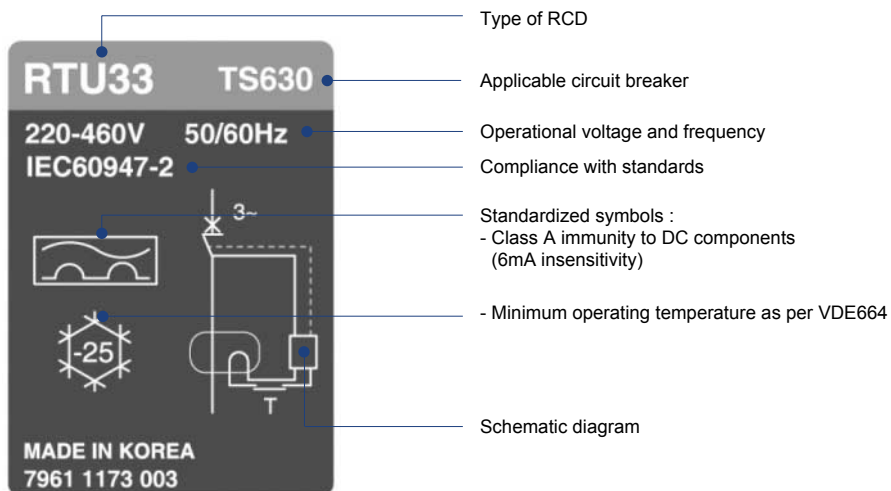 Type of RCD
RTU33 TS630
Applicable circuit breaker
220-460V 50/60Hz
Operational voltage and frequency
IEC60947-2
Compliance with standards
Standardized symbols :
- Class A immunity to DC components
(6mA insensitivity)
3~
- Minimum operating temperature as per VDE664
-25
T
Schematic diagram
MADE IN KOREA
7961 1173 003